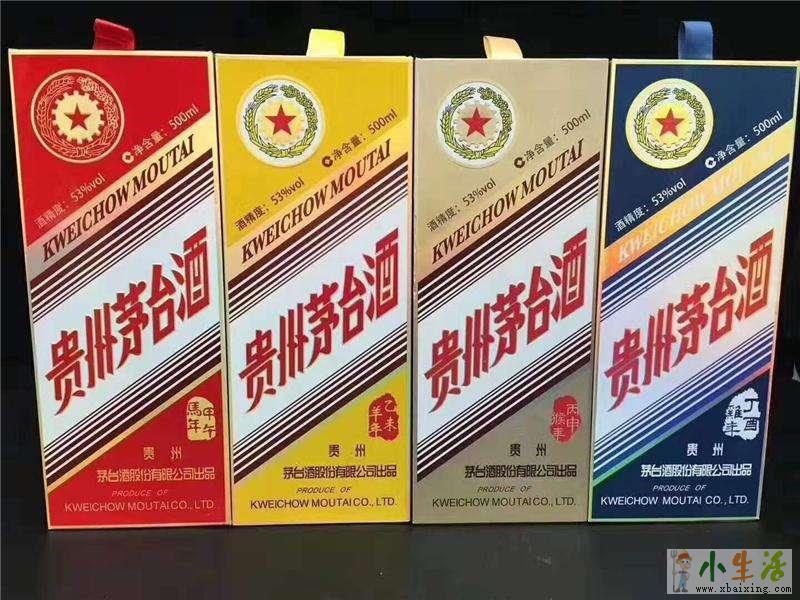 净含量：500ml
酒精度：53%vol
KWEICHOW MOUTAI
贵州茅台酒
甲午
馬年
贵 州
茅台酒股份有限公司出品
PRODUCE OF
KWEICHOW MOUTAI CO., LTD.
净含量：500ml
酒精度：53%vol
KWEICHOW MOUTAI
贵州茅台酒
乙未
羊年
贵 州
茅台酒股份有限公司出品
PRODUCE OF
KWEICHOW MOUTAI CO., LTD.
净含量：500ml
酒精度：53%vol
KWEICHOW MOUTAI
贵州茅台酒
丙申
猴年
贵 州
茅台酒股份有限公司出品
PRODUCE OF
KWEICHOW MOUTAI CO., LTD.
净含量：500ml
酒精度：53%vol
KWEICHOW MOUTAI
贵州茅台酒
丁酉
雞年
贵 州
茅台酒股份有限公司出品
PRODUCE OF
KWEICHOW MOUTAI CO., LTD.
小生活
www.xbaixing.com